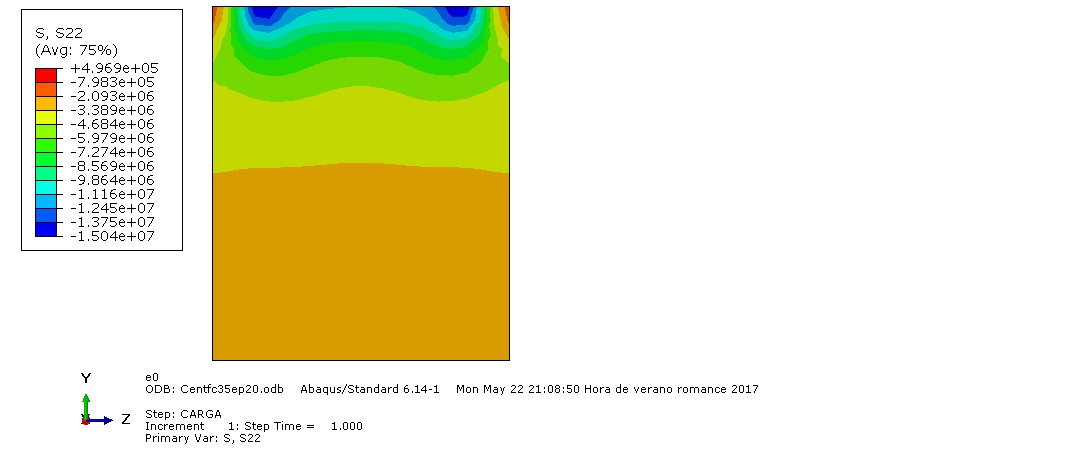 S, S22
(Avg: 75%)
+4.969e+05
-7.983e+05
-2.093e+06
-3.389e+06
-4.684e+06
-5.979e+06
-7.274e+06
-8.569e+06
-9.864e+06
-1.116e+07
-1.245e+07
-1.375e+07
-1.504e+07
Y
Z
e0
ODB: Centfc35ep20.odb Abaqus/Standard 6.14-1 Mon May 22 21:08:50 Hora de verano romance 2017
Step: CARGA
Increment 1: Step Time = 1.000
Primary Var: S, S22